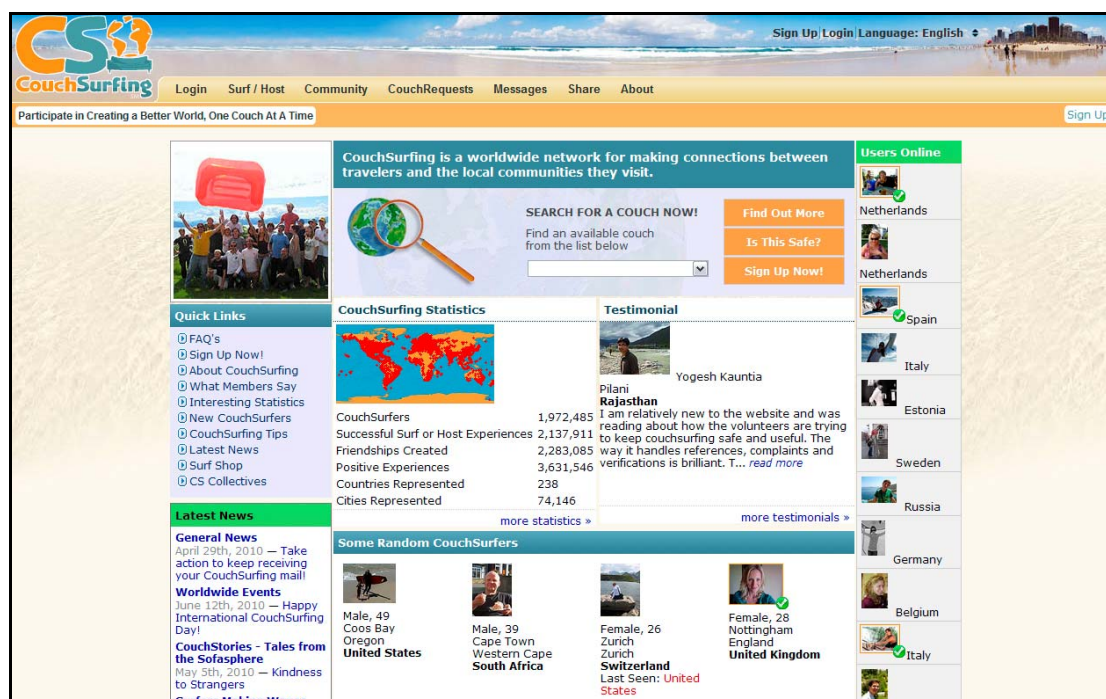 CS
CouchSurfing
Sign Up Login Language: English
Login Surf / Host Community CouchRequests Messages Share About
Participate in Creating a Better World, One Couch At A Time
Sign Up
CouchSurfing is a worldwide network for making connections between
travelers and the local communities they visit.
SEARCH FOR A COUCH NOW!
Find an available couch
from the list below
Find Out More
Is This Safe?
Sign Up Now!
Quick Links
FAQ's
Sign Up Now!
About CouchSurfing
What Members Say
Interesting Statistics
New CouchSurfers
CouchSurfing Tips
Latest News
Surf Shop
CS Collectives
Latest News
General News
April 29th, 2010 — Take
action to keep receiving
your CouchSurfing mail!
Worldwide Events
June 12th, 2010 — Happy
International CouchSurfing
Day!
CouchStories - Tales from
the Sofasphere
May 5th, 2010 — Kindness
to Strangers
CouchSurfing Statistics
CouchSurfers 1,972,485
Successful Surf or Host Experiences 2,137,911
Friendships Created 2,283,085
Positive Experiences 3,631,546
Countries Represented 238
Cities Represented 74,146
more statistics »
Testimonial
Yogesh Kauntia
Pilani
Rajasthan
I am relatively new to the website and was
reading about how the volunteers are trying
to keep couchsurfing safe and useful. The
way it handles references, complaints and
verifications is brilliant. T... read more
more testimonials »
Some Random CouchSurfers
Male, 49
Coos Bay
Oregon
United States
Male, 39
Cape Town
Western Cape
South Africa
Female, 26
Zurich
Zurich
Switzerland
Last Seen: United
States
Female, 28
Nottingham
England
United Kingdom
Users Online
Netherlands
Netherlands
Spain
Italy
Estonia
Sweden
Russia
Germany
Belgium
Italy